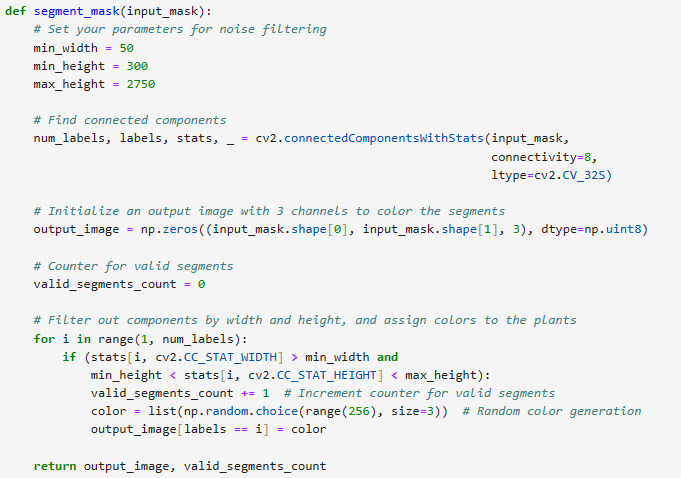 def segment_mask(input_mask):
    # Set your parameters for noise filtering
    min_width = 50
    min_height = 300
    max_height = 2750

    # Find connected components
    num_labels, labels, stats, _ = cv2.connectedComponentsWithStats(input_mask,
                                                                    connectivity=8,
                                                                    ltype=cv2.CV_32S)

    # Initialize an output image with 3 channels to color the segments
    output_image = np.zeros((input_mask.shape[0], input_mask.shape[1], 3), dtype=np.uint8)

    # Counter for valid segments
    valid_segments_count = 0

    # Filter out components by width and height, and assign colors to the plants
    for i in range(1, num_labels):
        if (stats[i, cv2.CC_STAT_WIDTH] > min_width and
            min_height < stats[i, cv2.CC_STAT_HEIGHT] < max_height):
            valid_segments_count += 1  # Increment counter for valid segments
            color = list(np.random.choice(range(256), size=3))  # Random color generation
            output_image[labels == i] = color

    return output_image, valid_segments_count